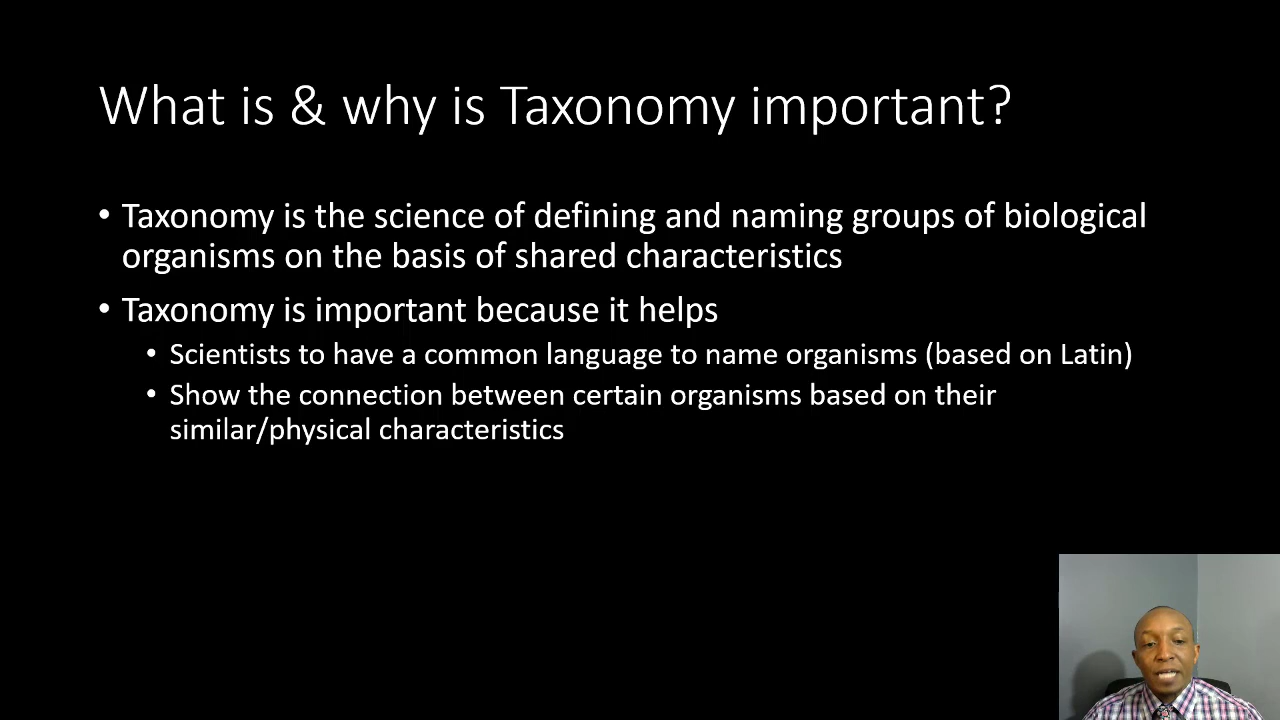 What is & why is Taxonomy important?
• Taxonomy is the science of defining and naming groups of biological
organisms on the basis of shared characteristics
• Taxonomy is important because it helps
• Scientists to have a common language to name organisms (based on Latin)
• Show the connection between certain organisms based on their
similar/physical characteristics